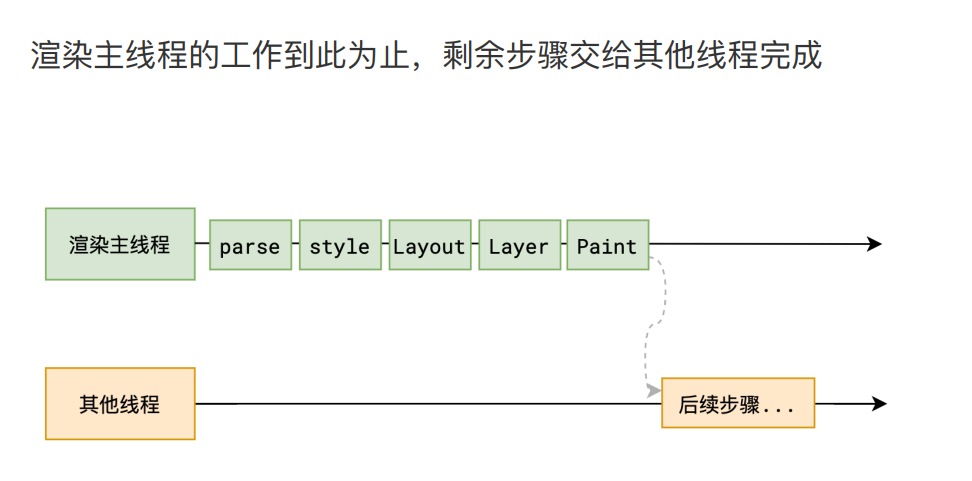 渲染主线程的工作到此为止，剩余步骤交给其他线程完成
渲染主线程
parse
style
Layout
Layer
Paint
其他线程
后续步骤...